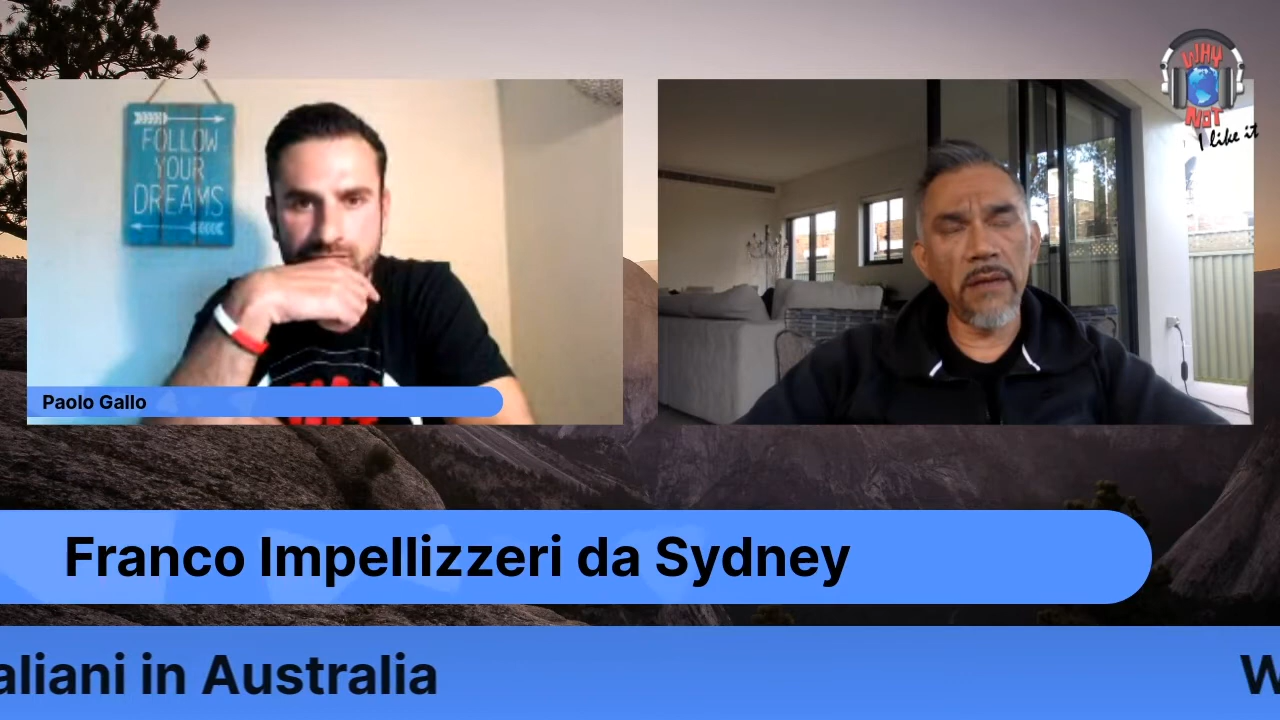 FOLLOW
YOUR
DREAMS
WHY
NOT
I like it
Paolo Gallo
Franco Impellizzeri da Sydney
aliani in Australia
W